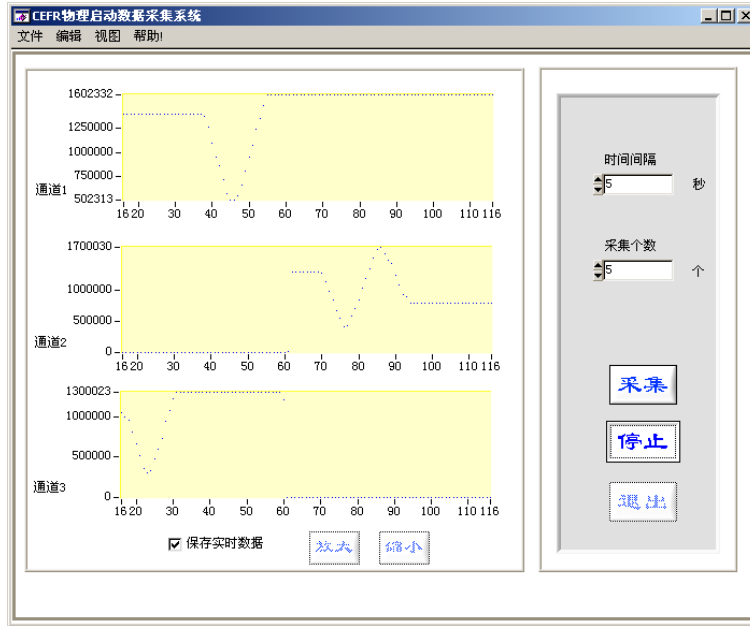 CEFR物理启动数据采集系统
文件 编辑 视图 帮助!
1602332
1250000
1000000
750000
502313
通道1
16 20 30 40 50 60 70 80 90 100 110 116
1700030
1000000
500000
0
通道2
16 20 30 40 50 60 70 80 90 100 110 116
1300023
1000000
500000
0
通道3
16 20 30 40 50 60 70 80 90 100 110 116
保存实时数据
放大 缩小
时间间隔
5 秒
采集个数
5 个
采集
停止
退出